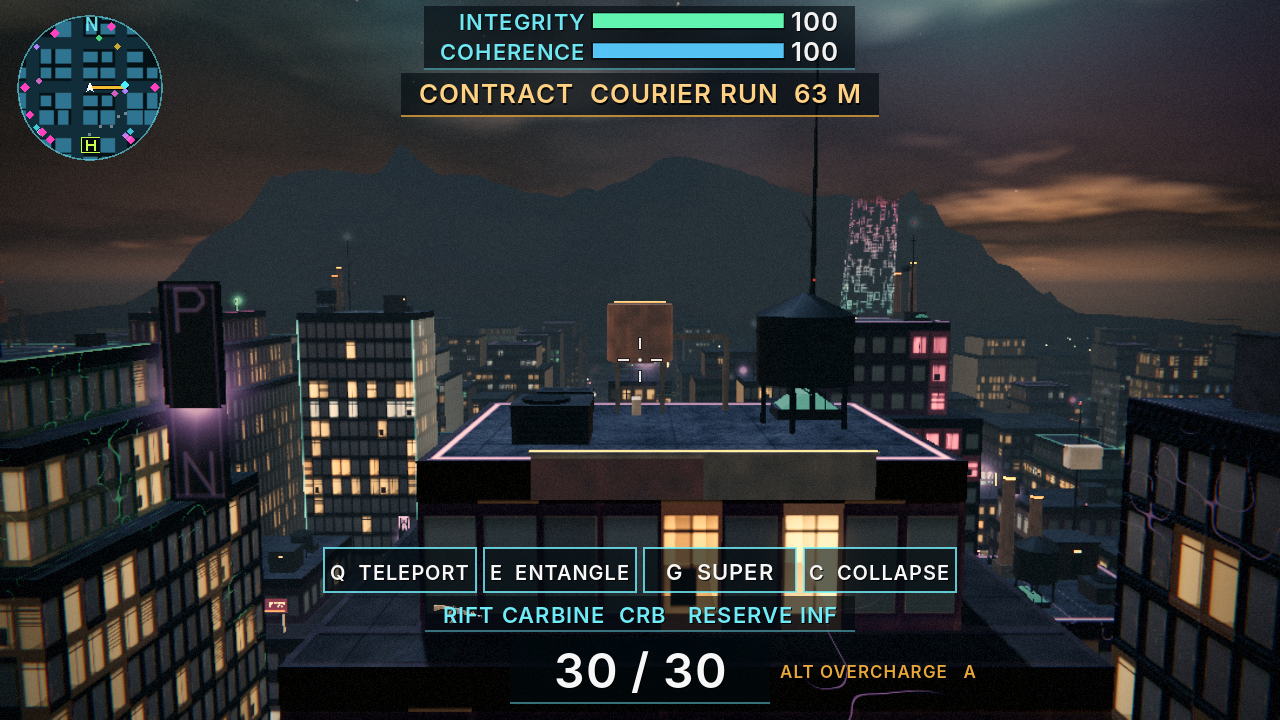 N
INTEGRITY 100
COHERENCE 100
CONTRACT COURIER RUN 63 M
H
P
N
Q TELEPORT
E ENTANGLE
G SUPER
C COLLAPSE
RIFT CARBINE CRB RESERVE INF
30 / 30
ALT OVERCHARGE A